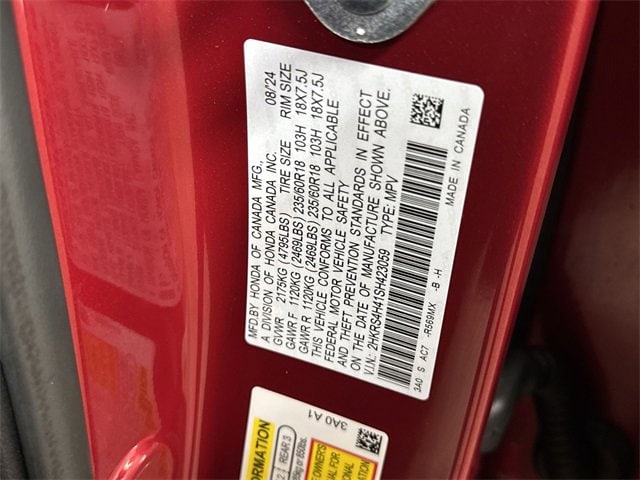 MFD.BY HONDA OF CANADA MFG., 08/24
A DIVISION OF HONDA CANADA INC.
GVWR 2175KG (4795LBS) TIRE SIZE RIM SIZE
GAWR F 1120KG (2469LBS) 235/60R18 103H 18X7.5J
GAWR R 1120KG (2469LBS) 235/60R18 103H 18X7.5J
THIS VEHICLE CONFORMS TO ALL APPLICABLE
FEDERAL MOTOR VEHICLE SAFETY
AND THEFT PREVENTION STANDARDS IN EFFECT
ON THE DATE OF MANUFACTURE SHOWN ABOVE.
V.I.N.: 2HKRS4H41SH423059 TYPE: MPV
3A0 S AC7 -R569MX -B -H MADE IN CANADA
3A0 A1
REAR 3